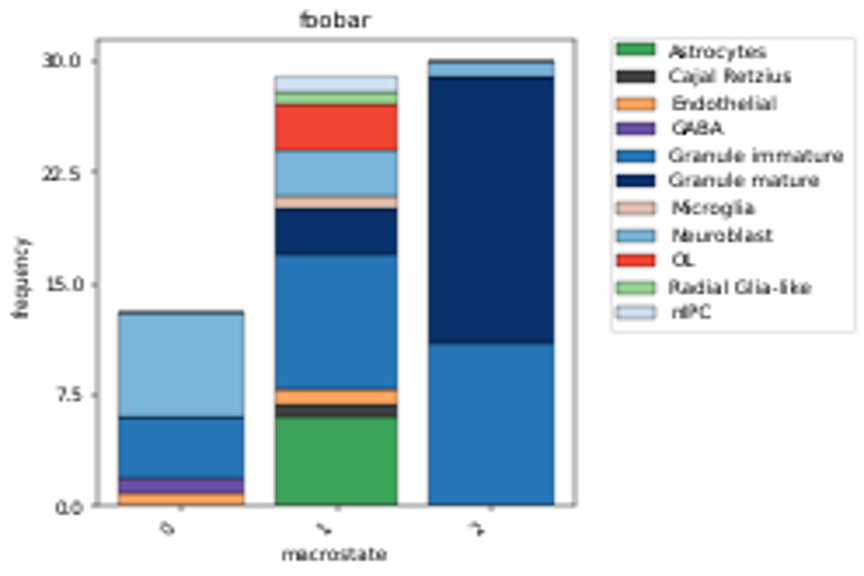 foobar
30.0
22.5
15.0
7.5
0.0
frequency
0
1
2
macrostate
Astrocytes
Cajal Retzius
Endothelial
GABA
Granule immature
Granule mature
Microglia
Neuroblast
OL
Radial Glia-like
nIPC